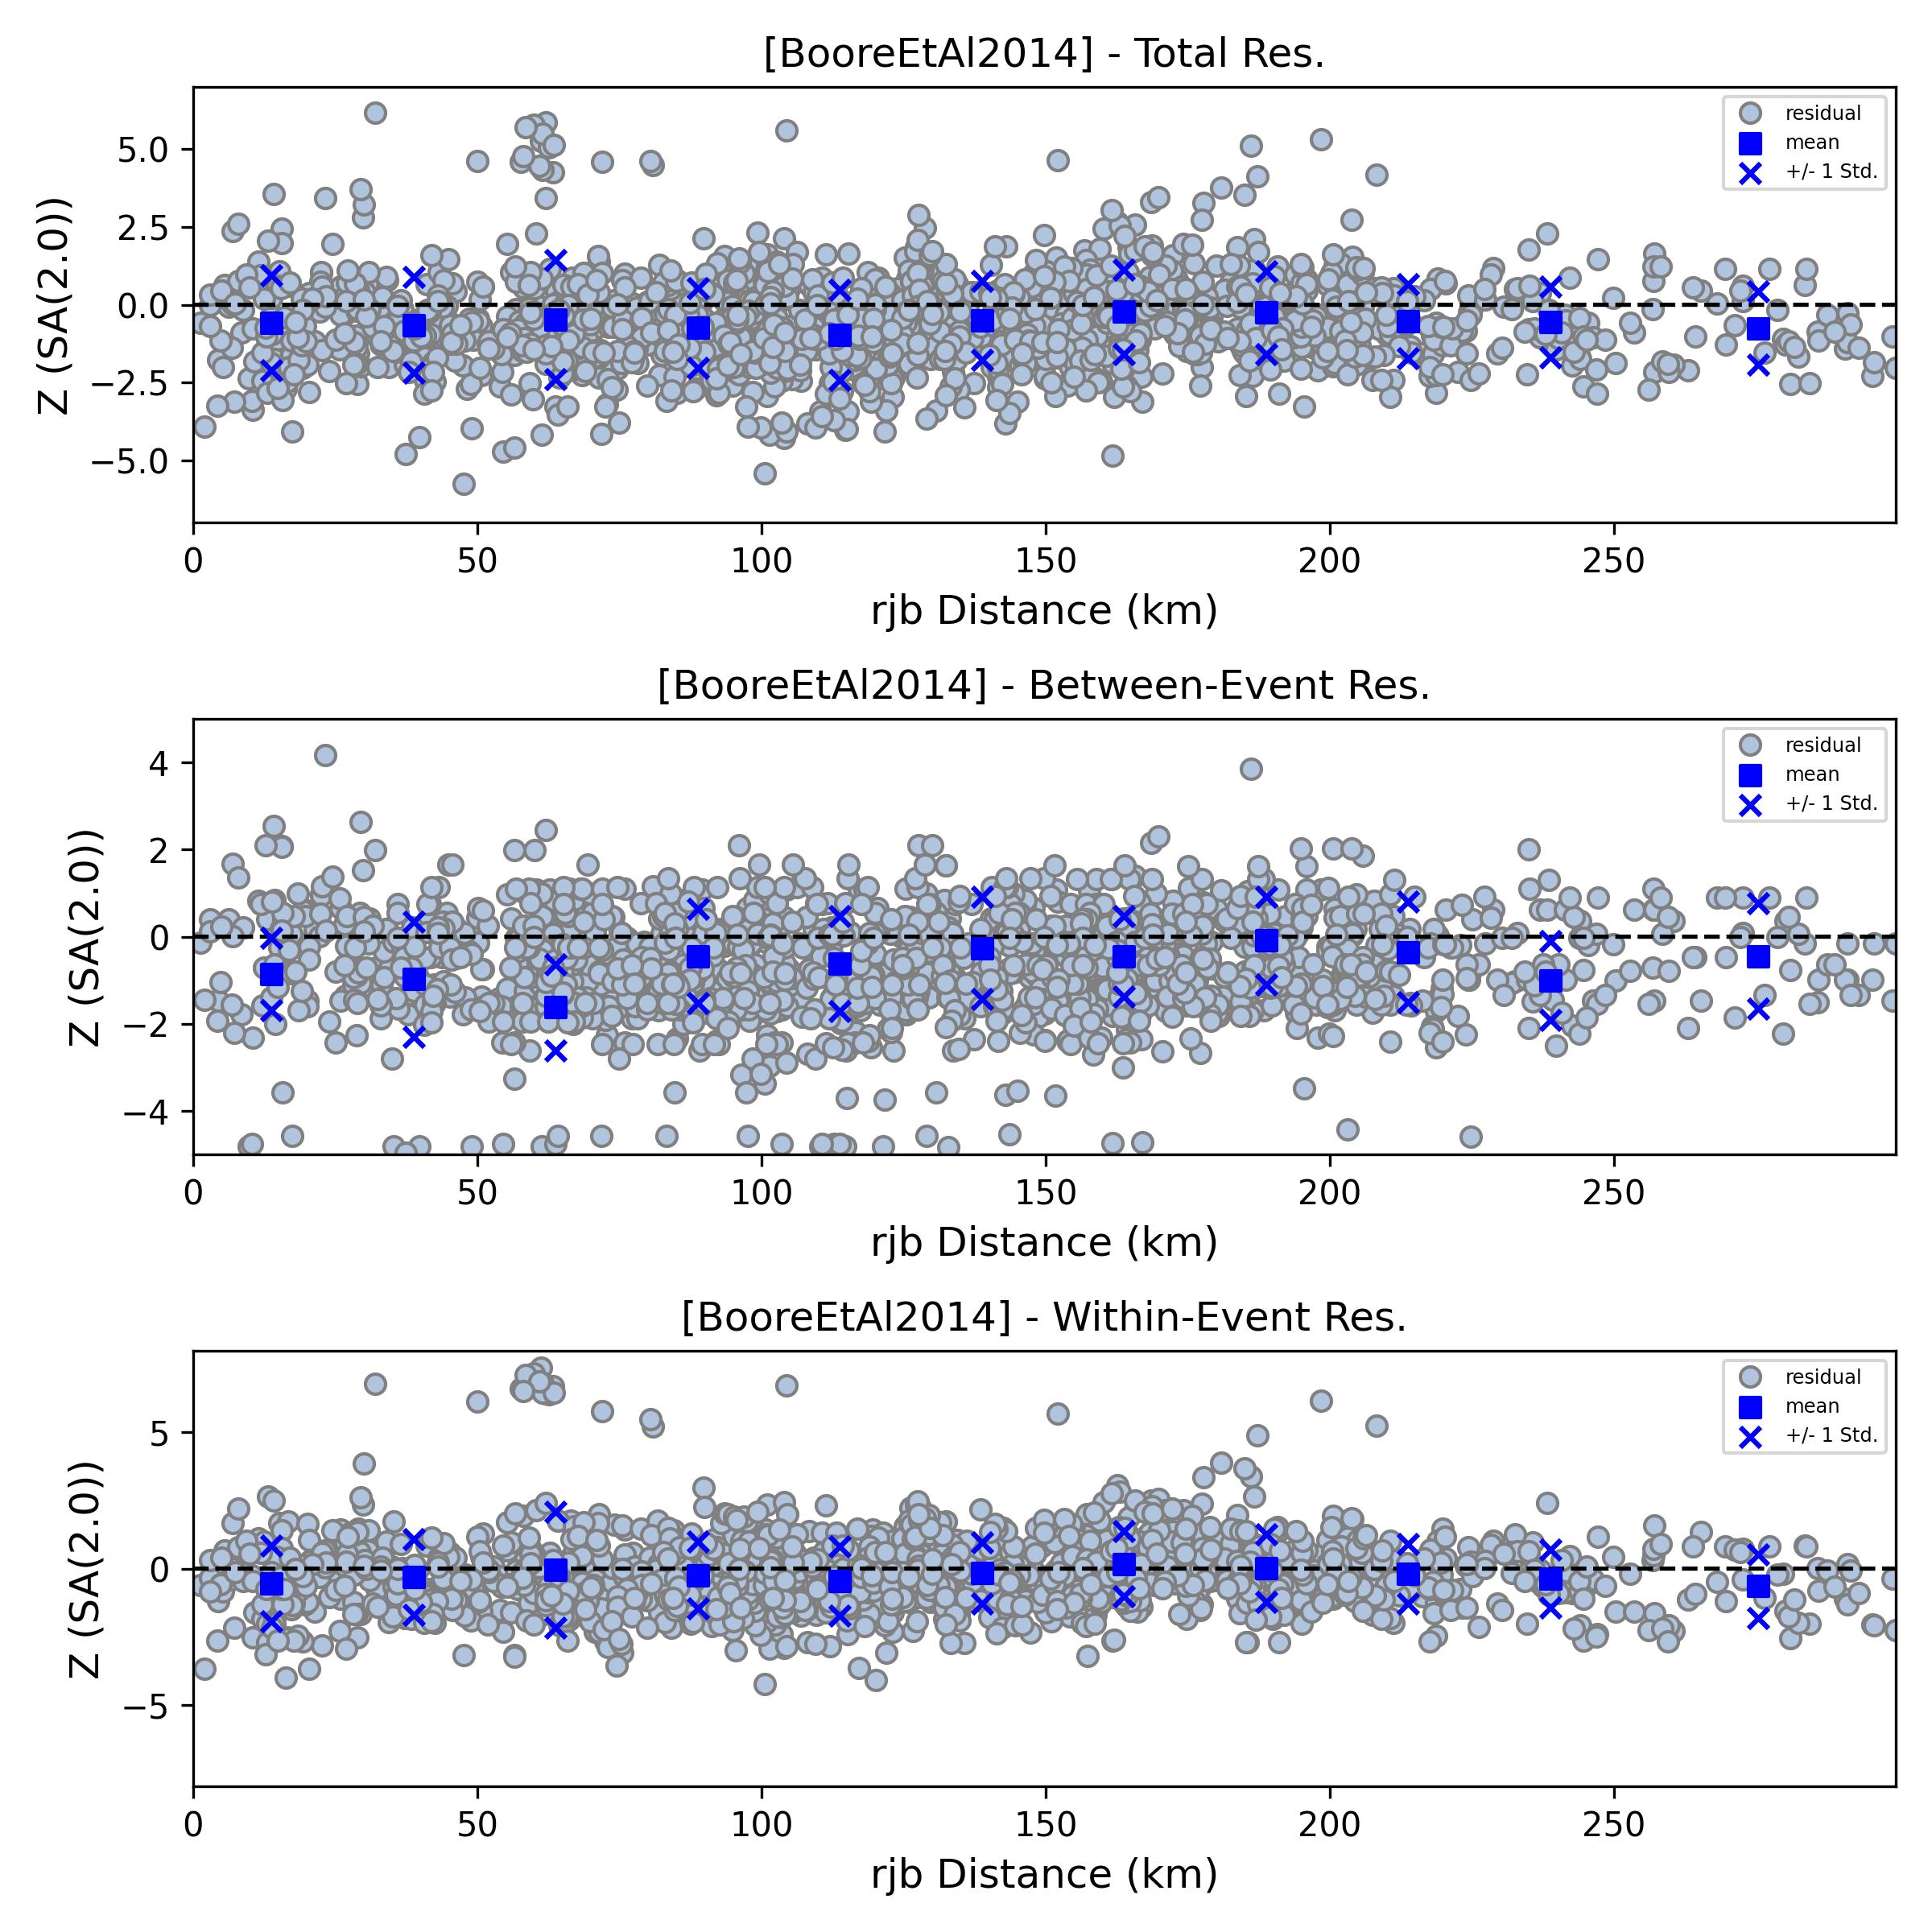 [BooreEtAl2014] - Total Res.
residual
mean
+/- 1 Std.
Z (SA(2.0))
5.0
2.5
0.0
−2.5
−5.0
0 50 100 150 200 250
rjb Distance (km)
[BooreEtAl2014] - Between-Event Res.
residual
mean
+/- 1 Std.
Z (SA(2.0))
4
2
0
−2
−4
0 50 100 150 200 250
rjb Distance (km)
[BooreEtAl2014] - Within-Event Res.
residual
mean
+/- 1 Std.
Z (SA(2.0))
5
0
−5
0 50 100 150 200 250
rjb Distance (km)